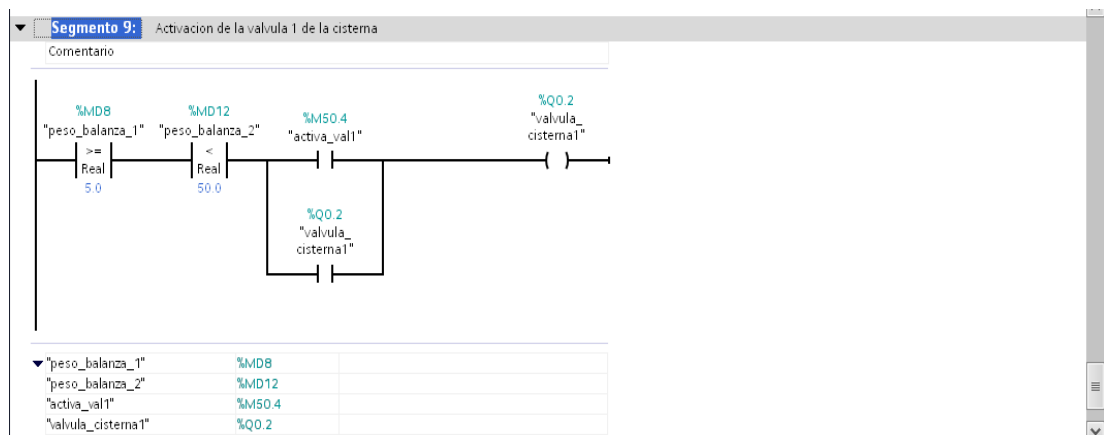 Segmento 9: Activacion de la valvula 1 de la cisterna
Comentario
%MD8
"peso_balanza_1"
>=
Real
5.0
%MD12
"peso_balanza_2"
<
Real
50.0
%M50.4
"activa_val1"
%Q0.2
"valvula_
cisterna1"
%Q0.2
"valvula_
cisterna1"
"peso_balanza_1" %MD8
"peso_balanza_2" %MD12
"activa_val1" %M50.4
"valvula_cisterna1" %Q0.2